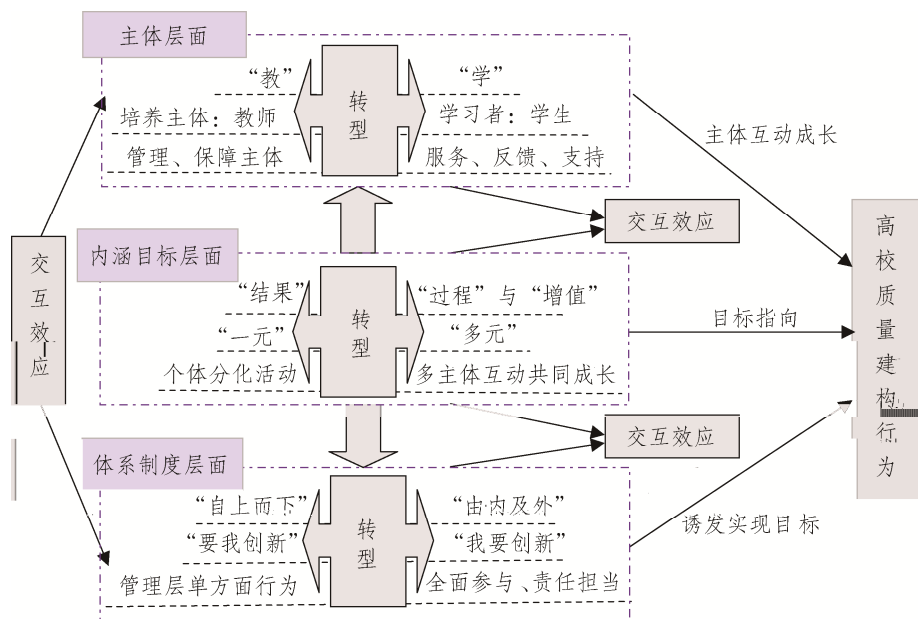 主体层面
“教”
“学”
转型
培养主体：教师
学习者：学生
管理、保障主体
服务、反馈、支持
主体互动成长
交互效应
内涵目标层面
“结果”
“过程”与“增值”
转型
“一元”
“多元”
个体分化活动
多主体互动共同成长
目标指向
交互效应
高校质量建构行为
交互效应
体系制度层面
“自上而下”
“由内及外”
转型
“要我创新”
“我要创新”
管理层单方面行为
全面参与、责任担当
诱发实现目标